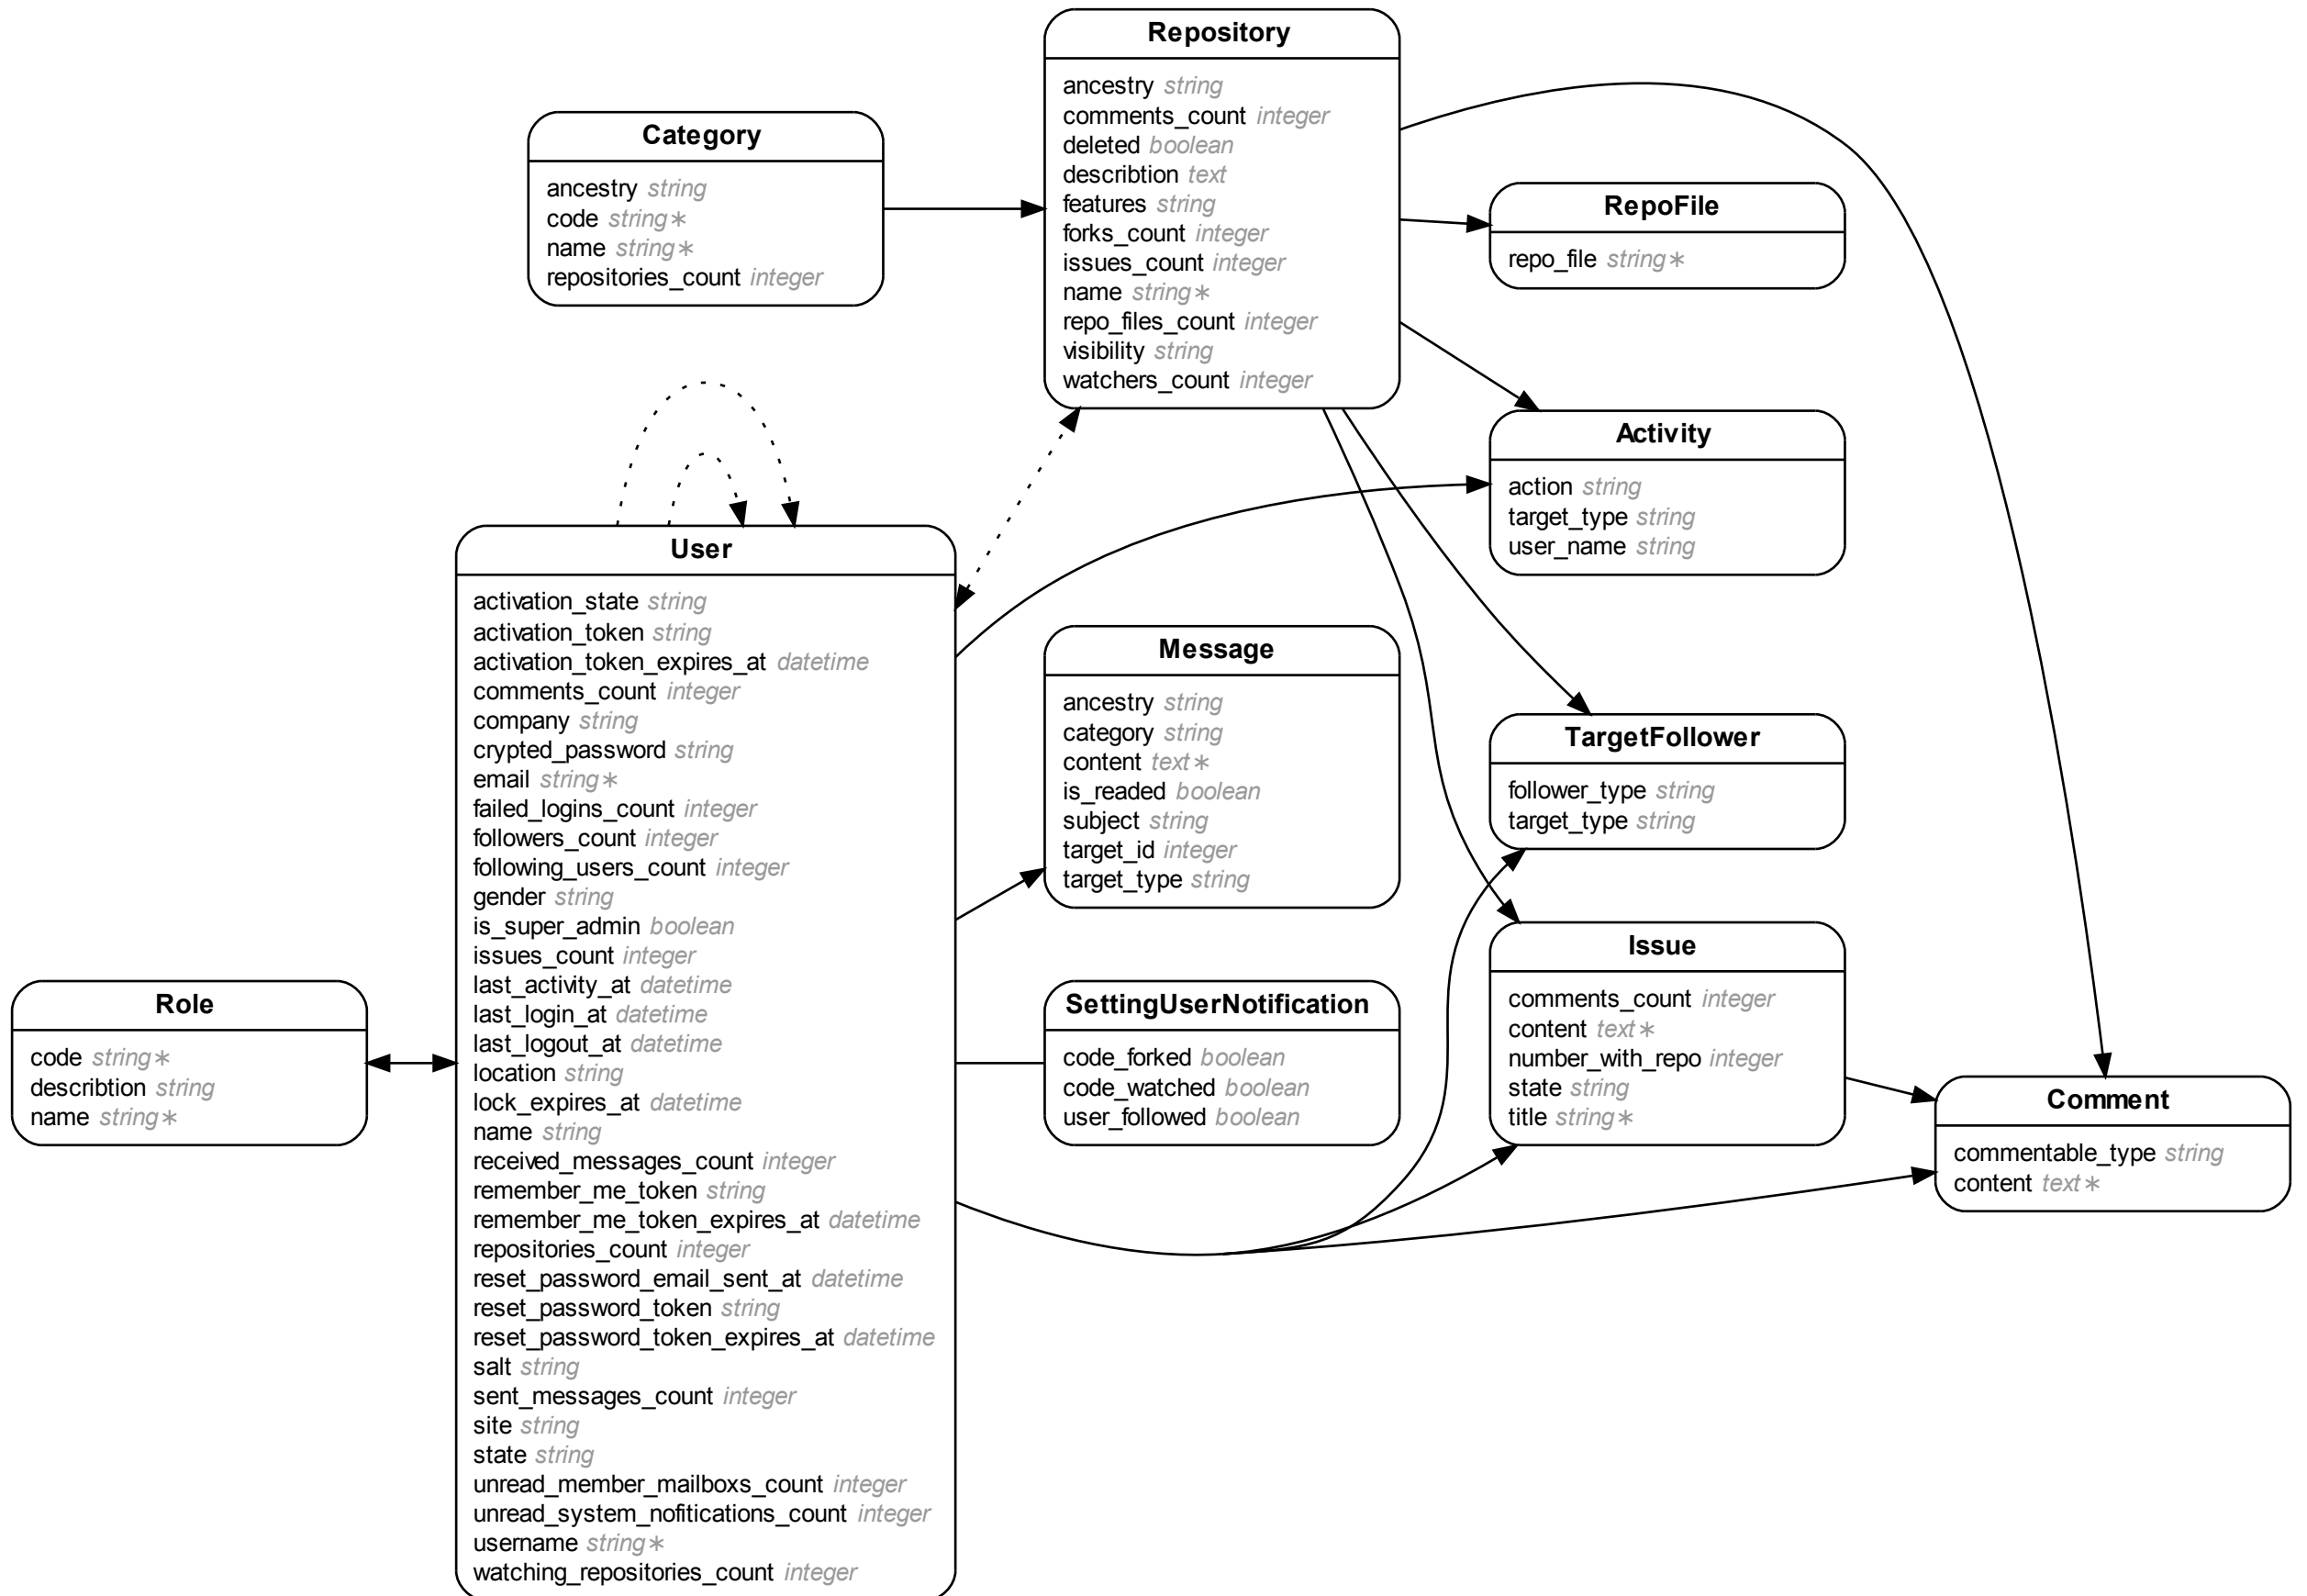 Repository
ancestry string
comments_count integer
deleted boolean
describtion text
features string
forks_count integer
issues_count integer
name string*
repo_files_count integer
visibility string
watchers_count integer
Category
ancestry string
code string*
name string*
repositories_count integer
RepoFile
repo_file string*
Activity
action string
target_type string
user_name string
User
activation_state string
activation_token string
activation_token_expires_at datetime
comments_count integer
company string
crypted_password string
email string*
failed_logins_count integer
followers_count integer
following_users_count integer
gender string
is_super_admin boolean
issues_count integer
last_activity_at datetime
last_login_at datetime
last_logout_at datetime
location string
lock_expires_at datetime
name string
received_messages_count integer
remember_me_token string
remember_me_token_expires_at datetime
repositories_count integer
reset_password_email_sent_at datetime
reset_password_token string
reset_password_token_expires_at datetime
salt string
sent_messages_count integer
site string
state string
unread_member_mailboxs_count integer
unread_system_nofitications_count integer
username string*
watching_repositories_count integer
Message
ancestry string
category string
content text*
is_readed boolean
subject string
target_id integer
target_type string
TargetFollower
follower_type string
target_type string
Issue
comments_count integer
content text*
number_with_repo integer
state string
title string*
Role
code string*
describtion string
name string*
SettingUserNotification
code_forked boolean
code_watched boolean
user_followed boolean
Comment
commentable_type string
content text*